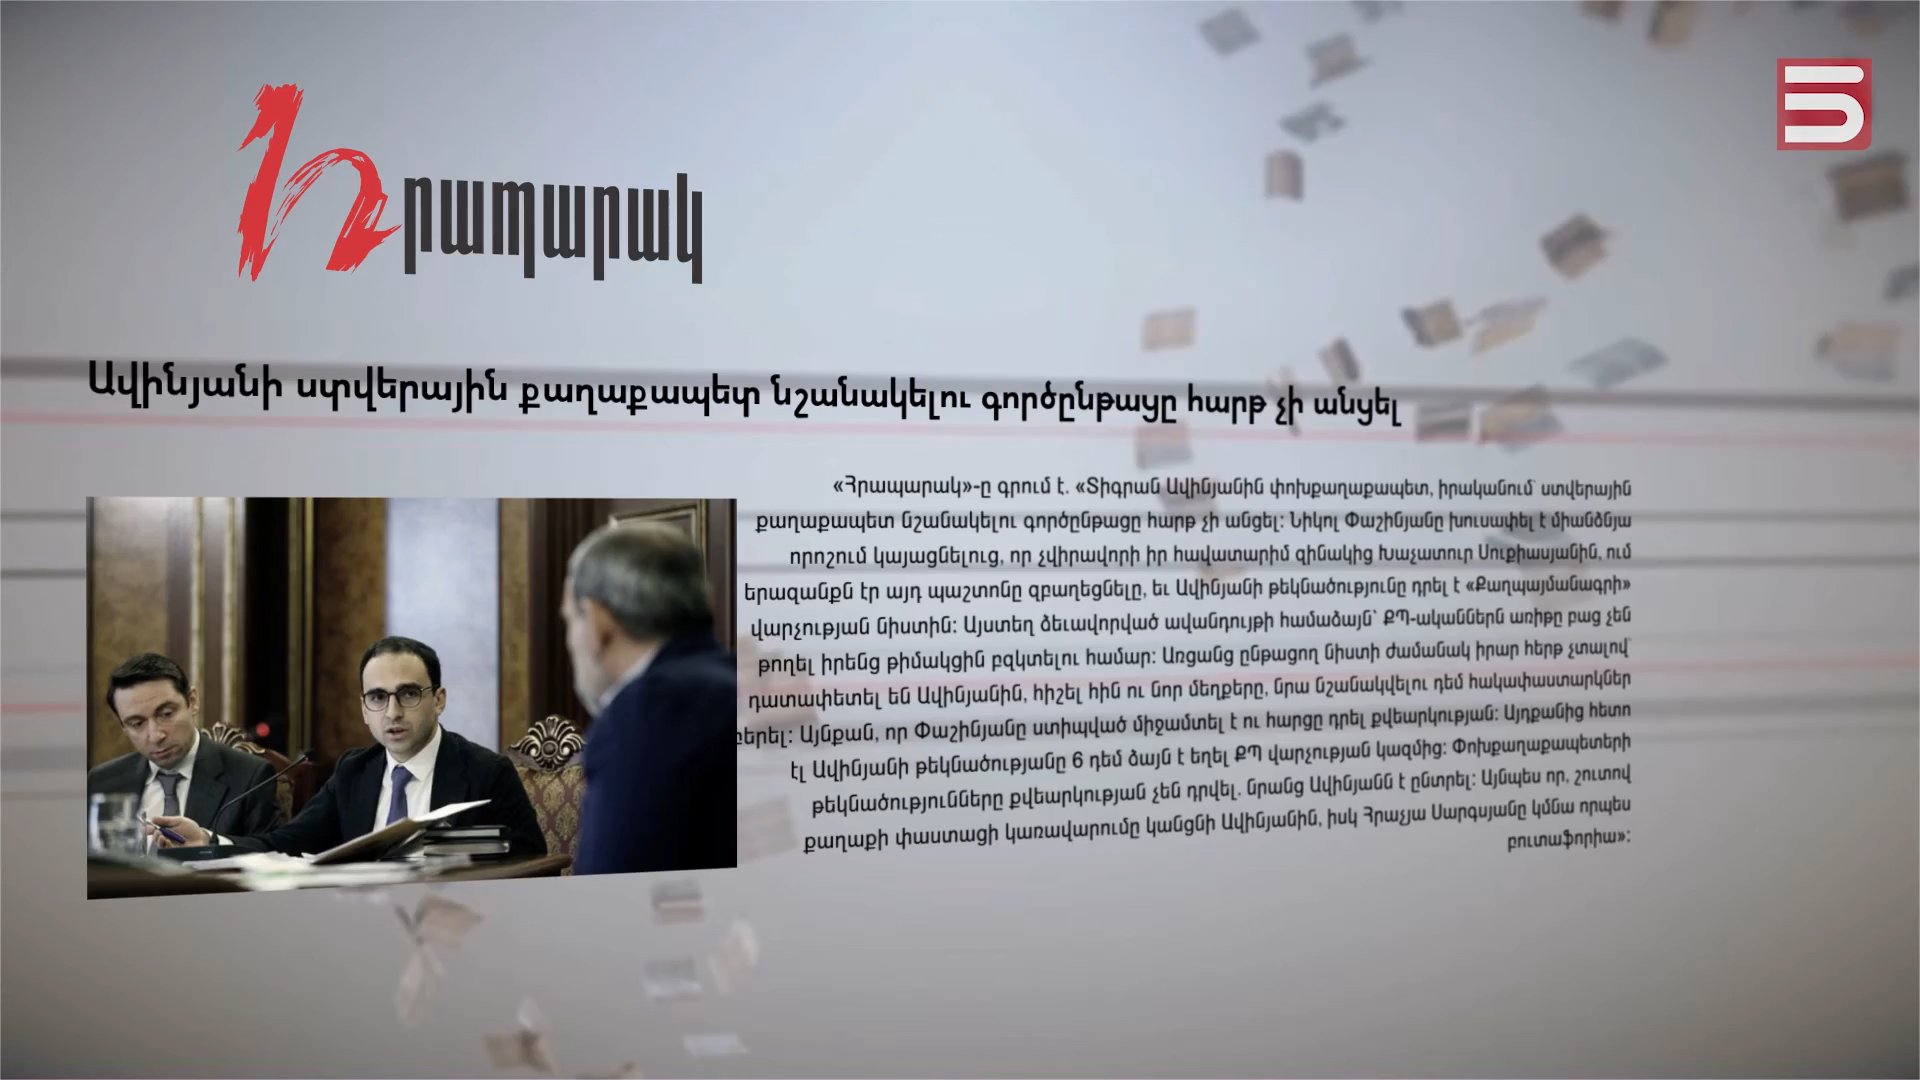 Հրապարակ
5
Ավինյանի ստվերային քաղաքապետ նշանակելու գործընթացը հարթ չի անցել
«Հրապարակ»-ը գրում է. «Տիգրան Ավինյանին փոխքաղաքապետ, իրականում՝ ստվերային
քաղաքապետ նշանակելու գործընթացը հարթ չի անցել: Նիկոլ Փաշինյանը խուսափել է միանձնյա
որոշում կայացնելուց, որ չվիրավորի իր հավատարիմ զինակից Խաչատուր Սուքիասյանին, ում
երազանքն էր այդ պաշտոնը զբաղեցնելը, եւ Ավինյանի թեկնածությունը դրել է «Քաղպայմանագրի»
վարչության նիստին: Այստեղ ձեւավորված ավանդույթի համաձայն՝ ՔՊ-ականներն առիթը բաց չեն
թողել իրենց թիմակցին բզկտելու համար: Առցանց ընթացող նիստի ժամանակ իրար հերթ չտալով՝
դատափետել են Ավինյանին, հիշել հին ու նոր մեղքերը, նրա նշանակվելու դեմ հակափաստարկներ
բերել: Այնքան, որ Փաշինյանը ստիպված միջամտել է ու հարցը դրել քվեարկության: Այդքանից հետո
էլ Ավինյանի թեկնածությանը 6 դեմ ձայն է եղել ՔՊ վարչության կազմից: Փոխքաղաքապետերի
թեկնածությունները քվեարկության չեն դրվել. նրանց Ավինյանն է ընտրել: Այնպես որ, շուտով
քաղաքի փաստացի կառավարումը կանցնի Ավինյանին, իսկ Հրաչյա Սարգսյանը կմնա որպես
բուտաֆորիա»: